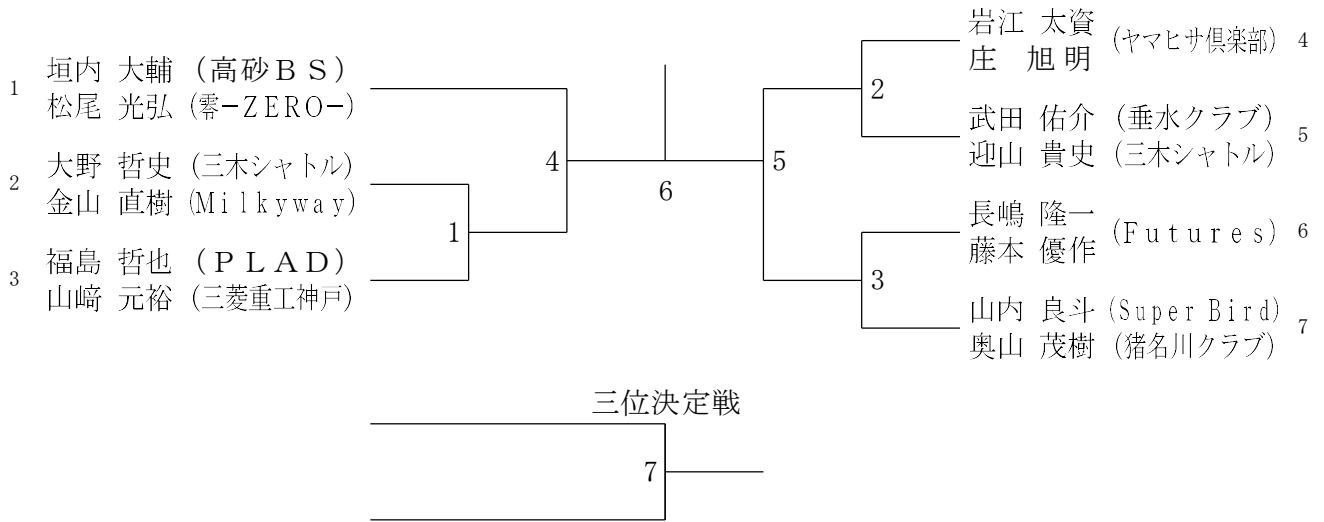 1
垣内 大輔 (高砂BS)
松尾 光弘 (零-ZERO-)
2
大野 哲史 (三木シャトル)
金山 直樹 (Milkyway)
3
福島 哲也 (PLAD)
山﨑 元裕 (三菱重工神戸)
1
4
6
5
2
3
岩江 太資
庄 旭明
(ヤマヒサ倶楽部) 4
武田 佑介 (垂水クラブ)
迎山 貴史 (三木シャトル)
5
長嶋 隆一
藤本 優作
(Futures) 6
山内 良斗 (Super Bird)
奥山 茂樹 (猪名川クラブ)
7
三位決定戦
7